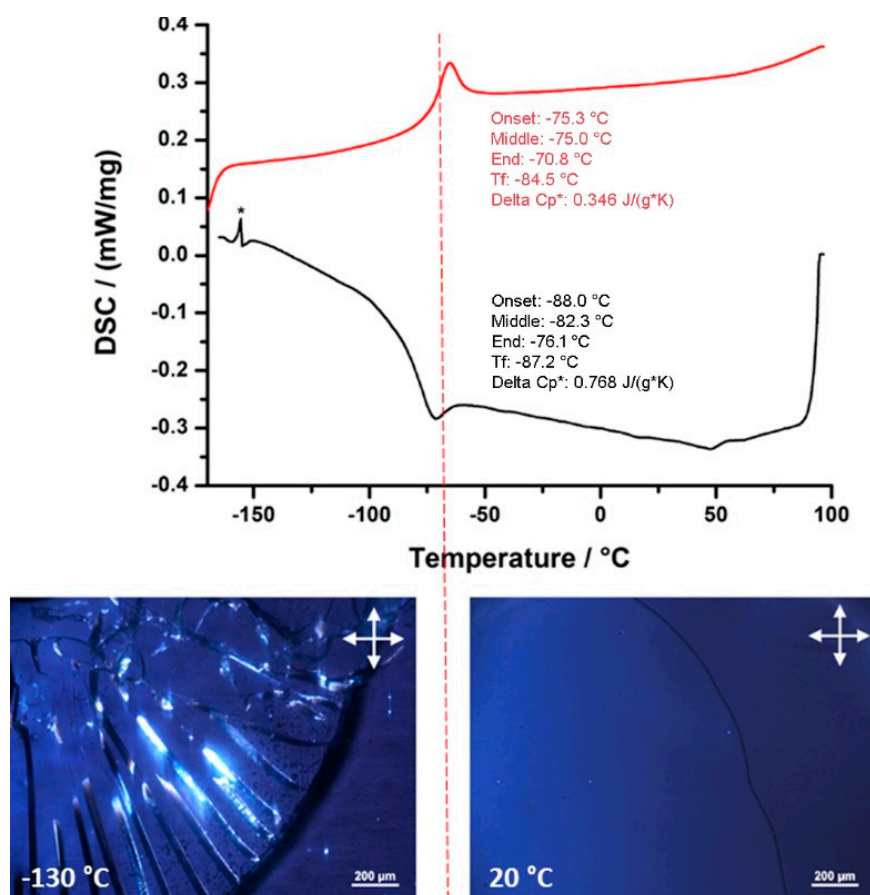 0.4
0.3
0.2
0.1
0.0
-0.1
-0.2
-0.3
-0.4
DSC / (mW/mg)
*
Onset: -75.3 °C
Middle: -75.0 °C
End: -70.8 °C
Tf: -84.5 °C
Delta Cp*: 0.346 J/(g*K)
Onset: -88.0 °C
Middle: -82.3 °C
End: -76.1 °C
Tf: -87.2 °C
Delta Cp*: 0.768 J/(g*K)
-150 -100 -50 0 50 100
Temperature / °C
-130 °C
200 µm
20 °C
200 µm